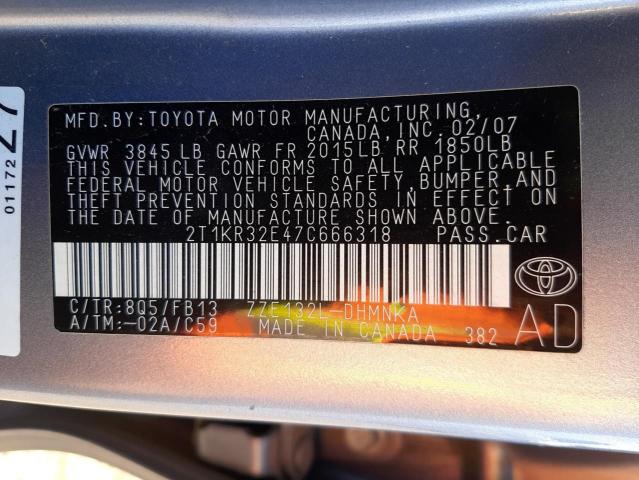 MFD. BY: TOYOTA MOTOR MANUFACTURING,
CANADA, INC. 02/07
GVWR 3845 LB GAWR FR 2015LB RR 1850LB
THIS VEHICLE CONFORMS TO ALL APPLICABLE
FEDERAL MOTOR VEHICLE SAFETY, BUMPER AND
THEFT PREVENTION STANDARDS IN EFFECT ON
THE DATE OF MANUFACTURE SHOWN ABOVE.
2T1KR32E47C666318 PASS. CAR
C/TR: 8Q5/FB13 ZZE132L-DHMNKA
A/TM: -02A/C59 MADE IN CANADA 382
AD
01172